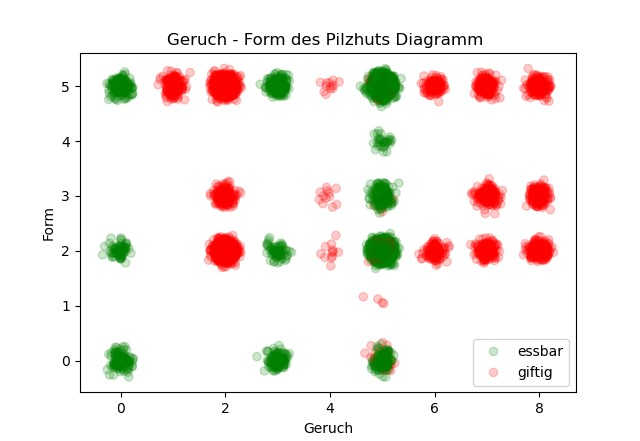 Geruch - Form des Pilzhuts Diagramm
5
4
3
2
1
0
Form
essbar
giftig
0 2 4 6 8
Geruch